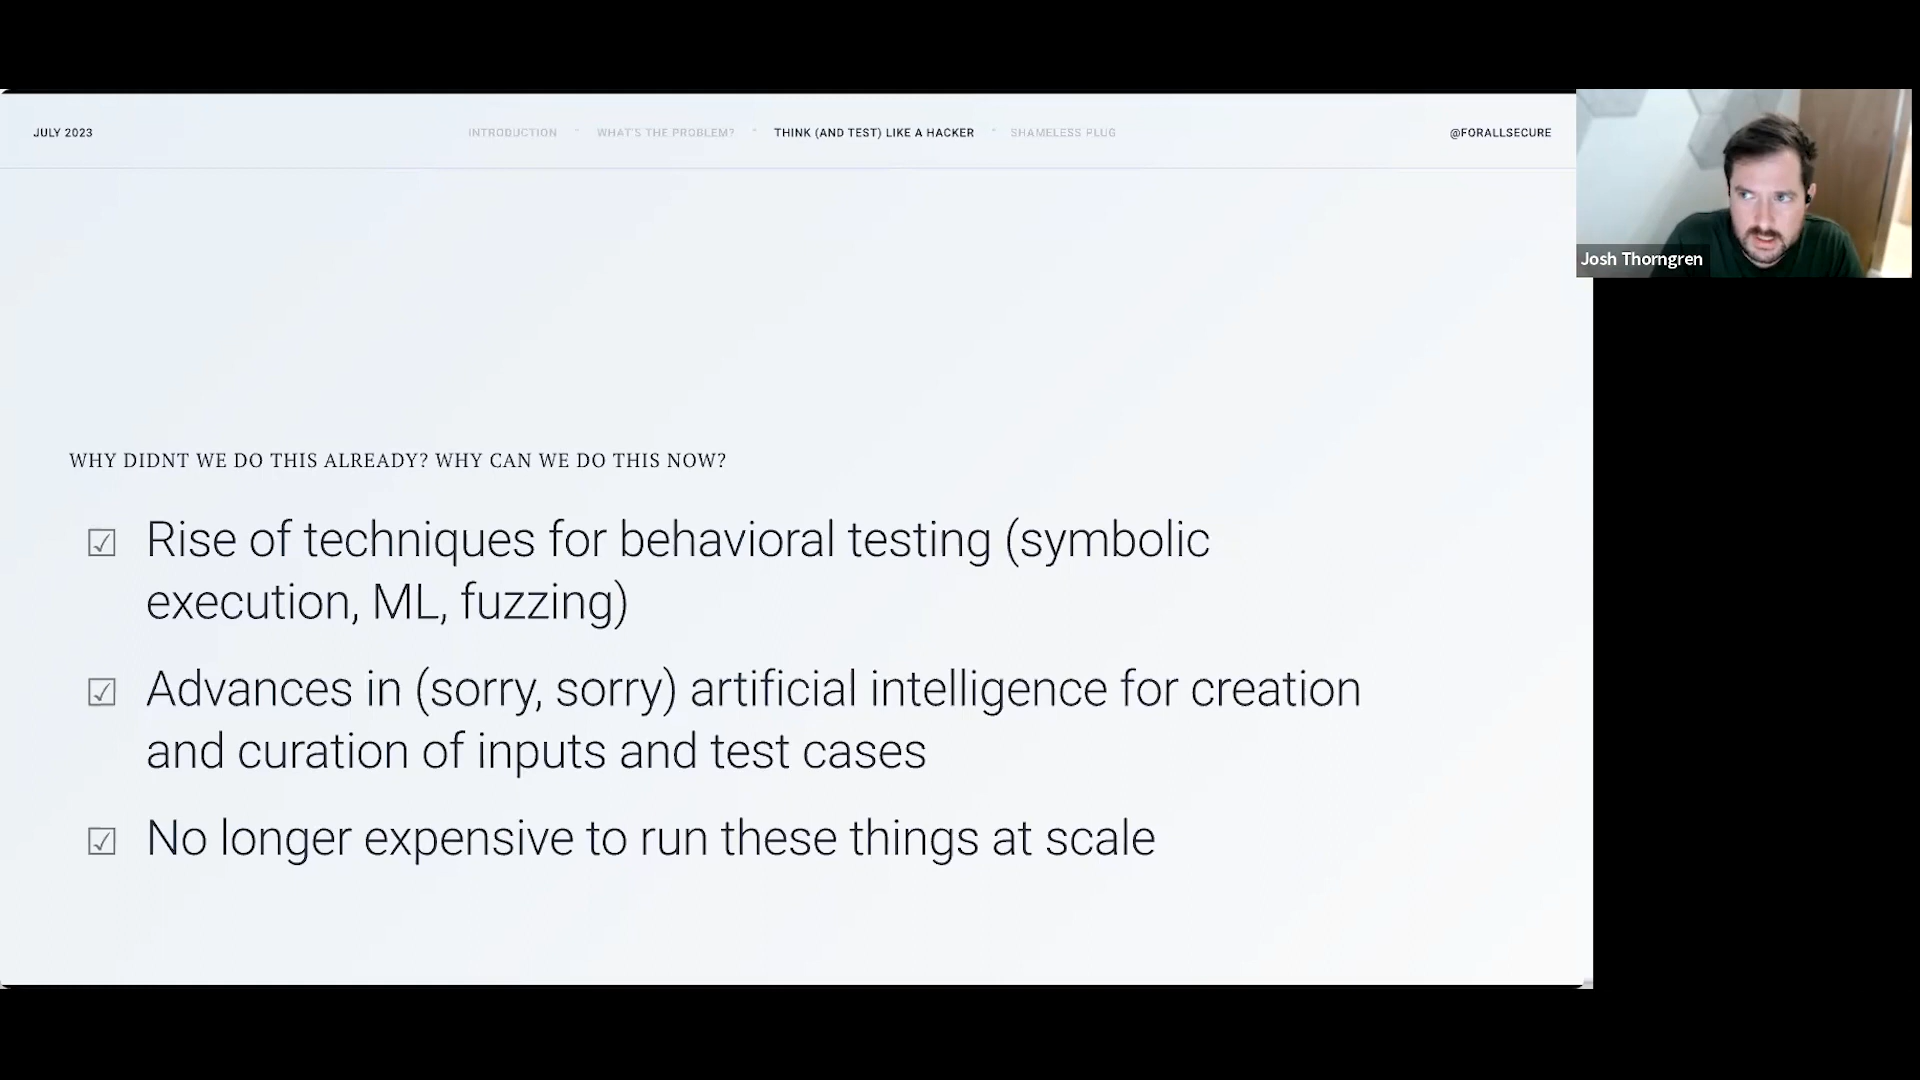 JULY 2023
INTRODUCTION
WHAT'S THE PROBLEM?
THINK (AND TEST) LIKE A HACKER
SHAMELESS PLUG
@FORALLSECURE
Josh Thorngren
WHY DIDNT WE DO THIS ALREADY? WHY CAN WE DO THIS NOW?
Rise of techniques for behavioral testing (symbolic
execution, ML, fuzzing)
Advances in (sorry, sorry) artificial intelligence for creation
and curation of inputs and test cases
No longer expensive to run these things at scale